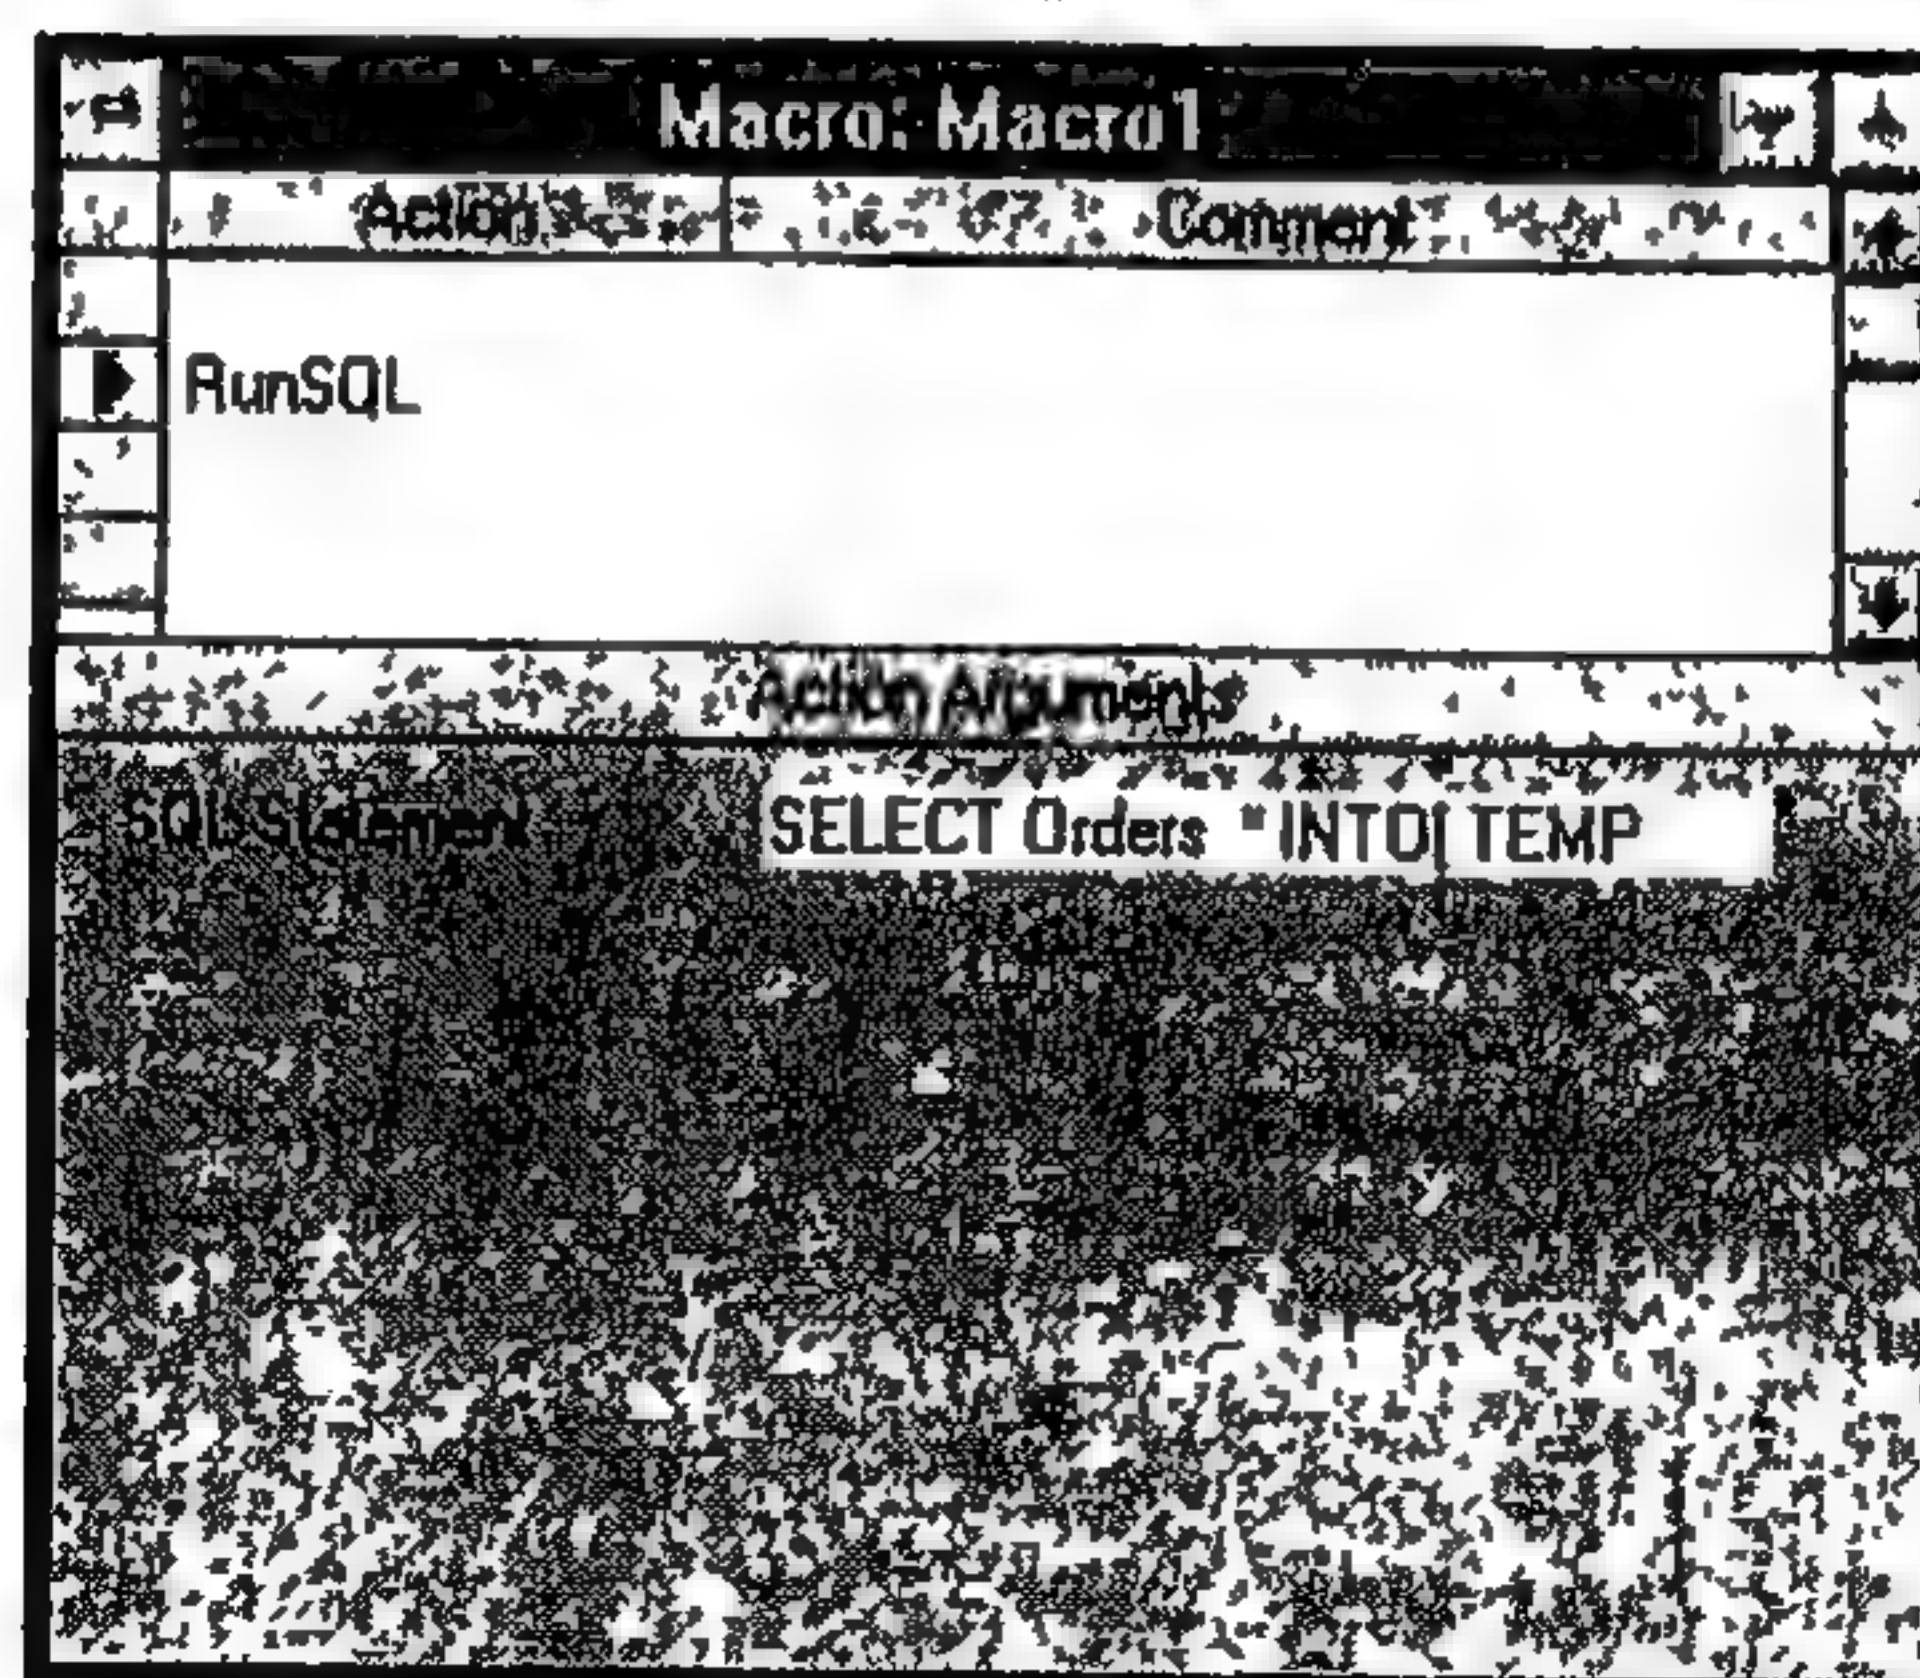 Macro: Macro1
Action Comment
RunSQL
Action Arguments
SQL Statement SELECT Orders * INTO[ TEMP